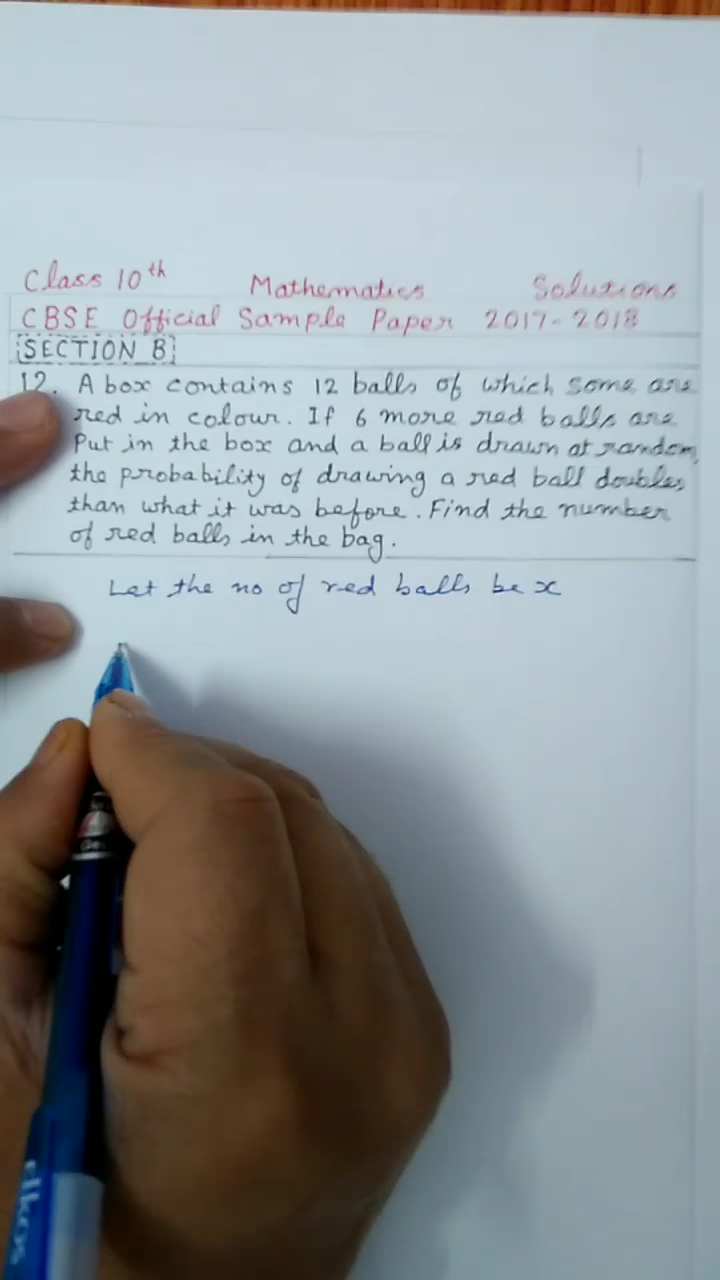 Class 10th Mathematics Solutions
CBSE Official Sample Paper 2017-2018
SECTION B
12. A box contains 12 balls of which some are
red in colour. If 6 more red balls are
Put in the box and a ball is drawn at random,
the probability of drawing a red ball doubles
than what it was before. Find the number
of red balls in the bag.
Let the no of red balls be x
elkos